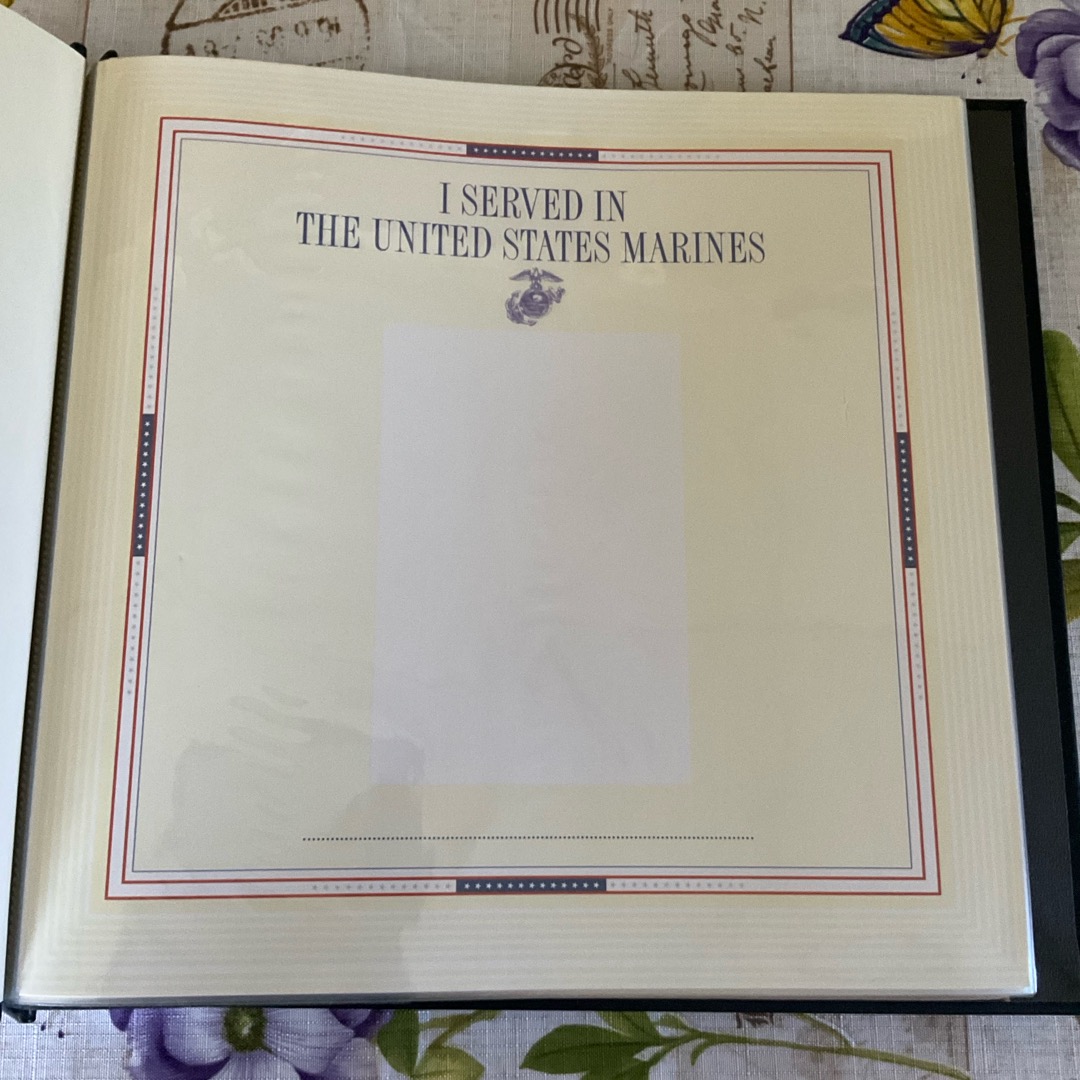 I SERVED IN
THE UNITED STATES MARINES